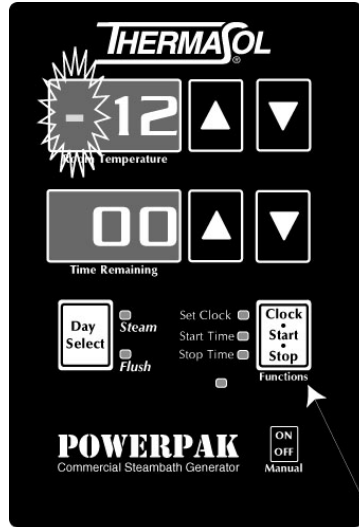 THERMASOL
®
- 12
Room Temperature
00
Time Remaining
Day
Select
Steam
Flush
Set Clock
Start Time
Stop Time
Clock
•
Start
•
Stop
Functions
POWERPAK
Commercial Steambath Generator
ON
OFF
Manual